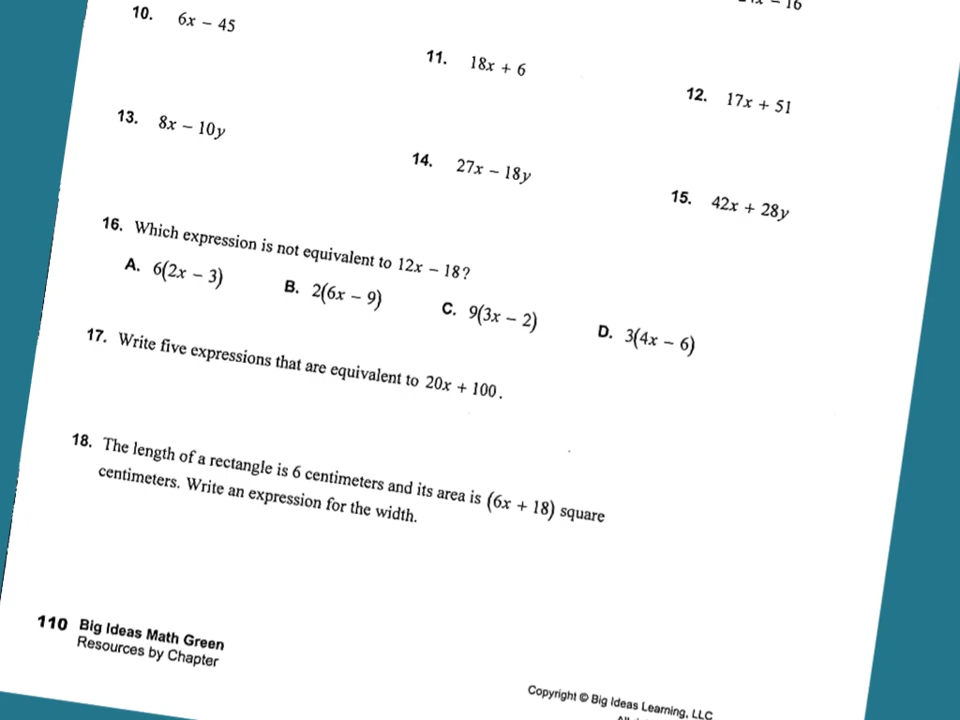 – 16
10. 6x – 45
11. 18x + 6
12. 17x + 51
13. 8x – 10y
14. 27x – 18y
15. 42x + 28y
16. Which expression is not equivalent to 12x – 18?
A. 6(2x – 3) B. 2(6x – 9) C. 9(3x – 2) D. 3(4x – 6)
17. Write five expressions that are equivalent to 20x + 100.
18. The length of a rectangle is 6 centimeters and its area is (6x + 18) square
centimeters. Write an expression for the width.
110 Big Ideas Math Green
Resources by Chapter
Copyright © Big Ideas Learning, LLC